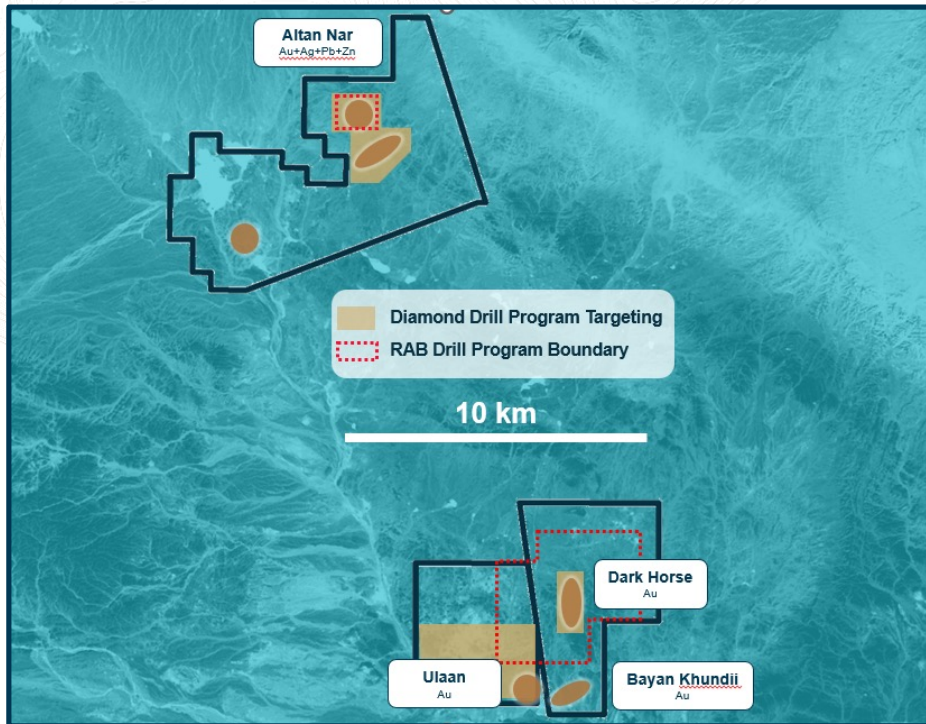 Altan Nar
Au+Ag+Pb+Zn
Diamond Drill Program Targeting
RAB Drill Program Boundary
10 km
Dark Horse
Au
Ulaan
Au
Bayan Khundii
Au